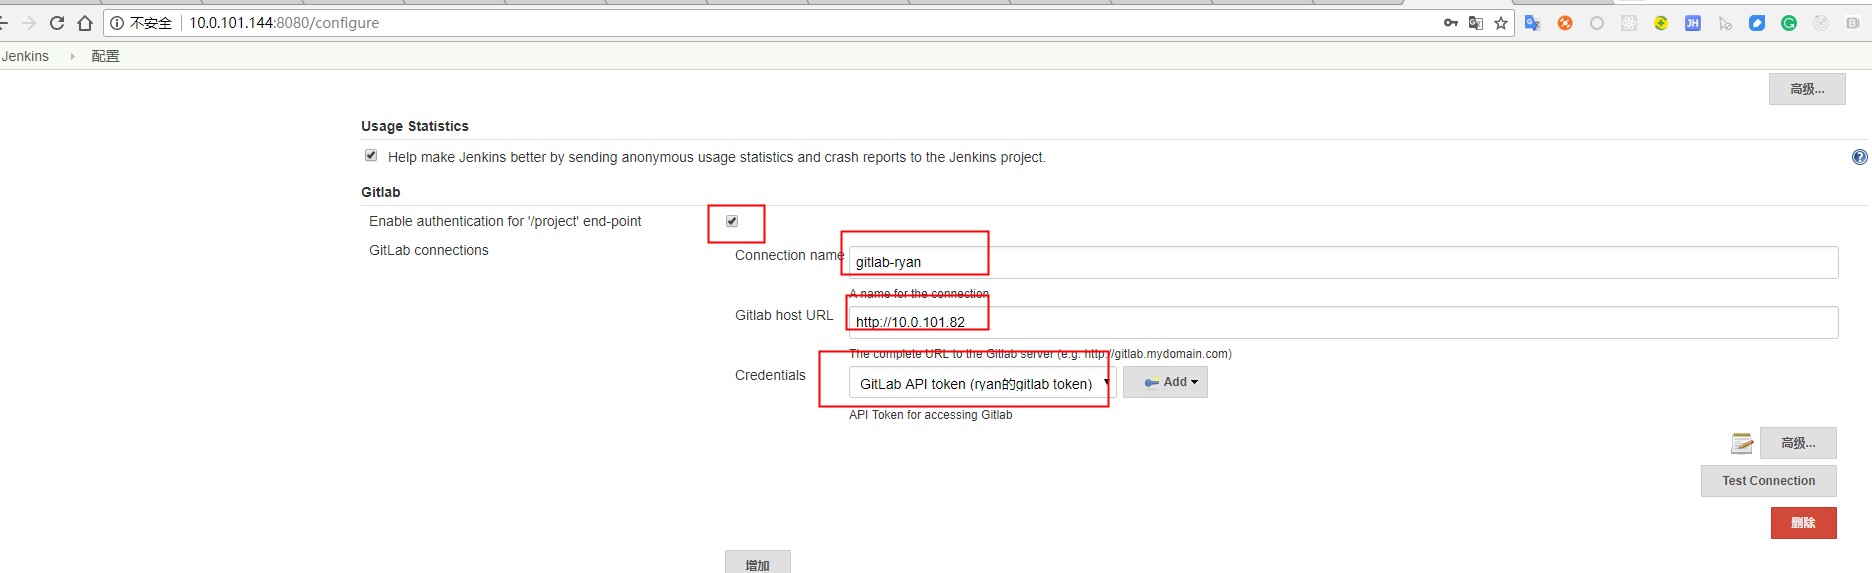 不安全 10.0.101.144:8080/configure
Jenkins 配置
高级...
Usage Statistics
Help make Jenkins better by sending anonymous usage statistics and crash reports to the Jenkins project.
Gitlab
Enable authentication for '/project' end-point
GitLab connections
Connection name gitlab-ryan
A name for the connection
Gitlab host URL http://10.0.101.82
The complete URL to the Gitlab server (e.g. http://gitlab.mydomain.com)
Credentials GitLab API token (ryan的gitlab token) Add
API Token for accessing Gitlab
高级...
Test Connection
删除
增加